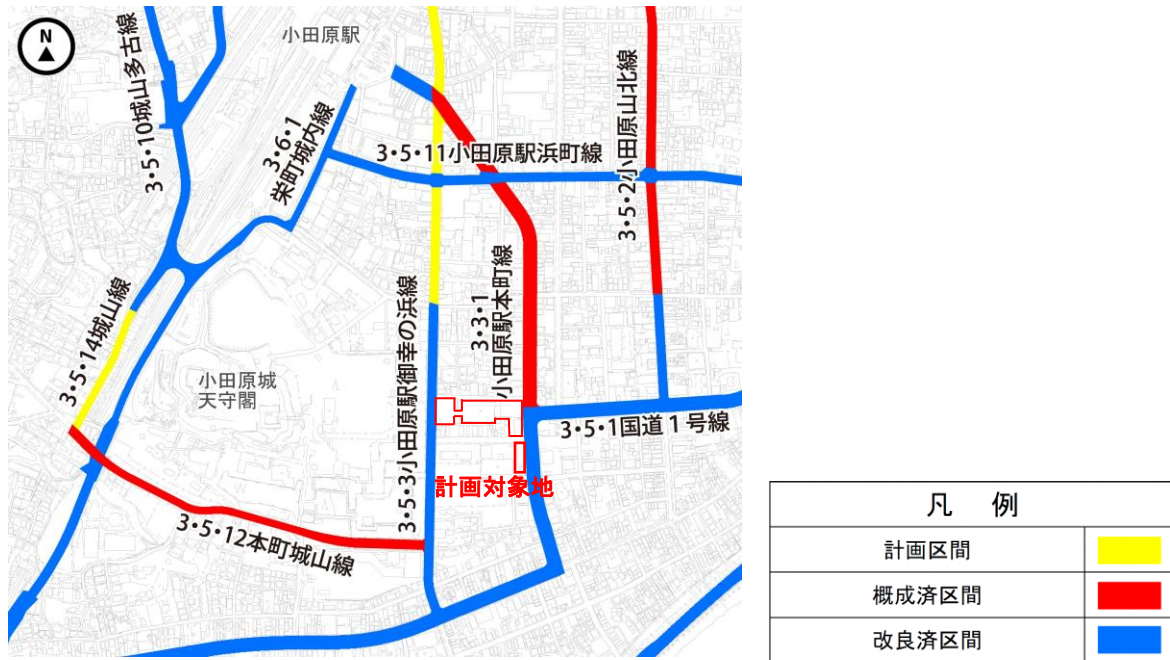 N
小田原駅
3・5・10城山多古線
3・6・1
栄町城内線
3・5・11小田原駅浜町線
3・5・2小田原山北線
3・5・14城山線
小田原城
天守閣
3・5・3小田原駅御幸の浜線
3・3・1
小田原駅本町線
3・5・1国道1号線
計画対象地
3・5・12本町城山線
凡 例
計画区間
概成済区間
改良済区間